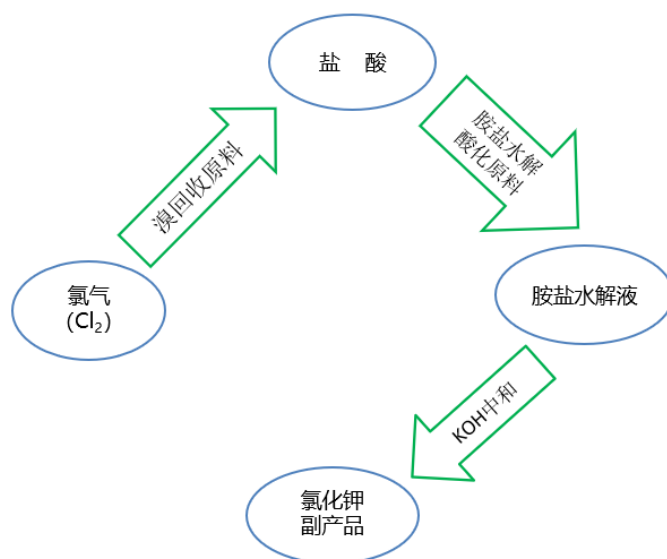 盐 酸
溴回收原料
胺盐水解
酸化原料
氯气
(Cl₂)
胺盐水解液
KOH中和
氯化钾
副产品